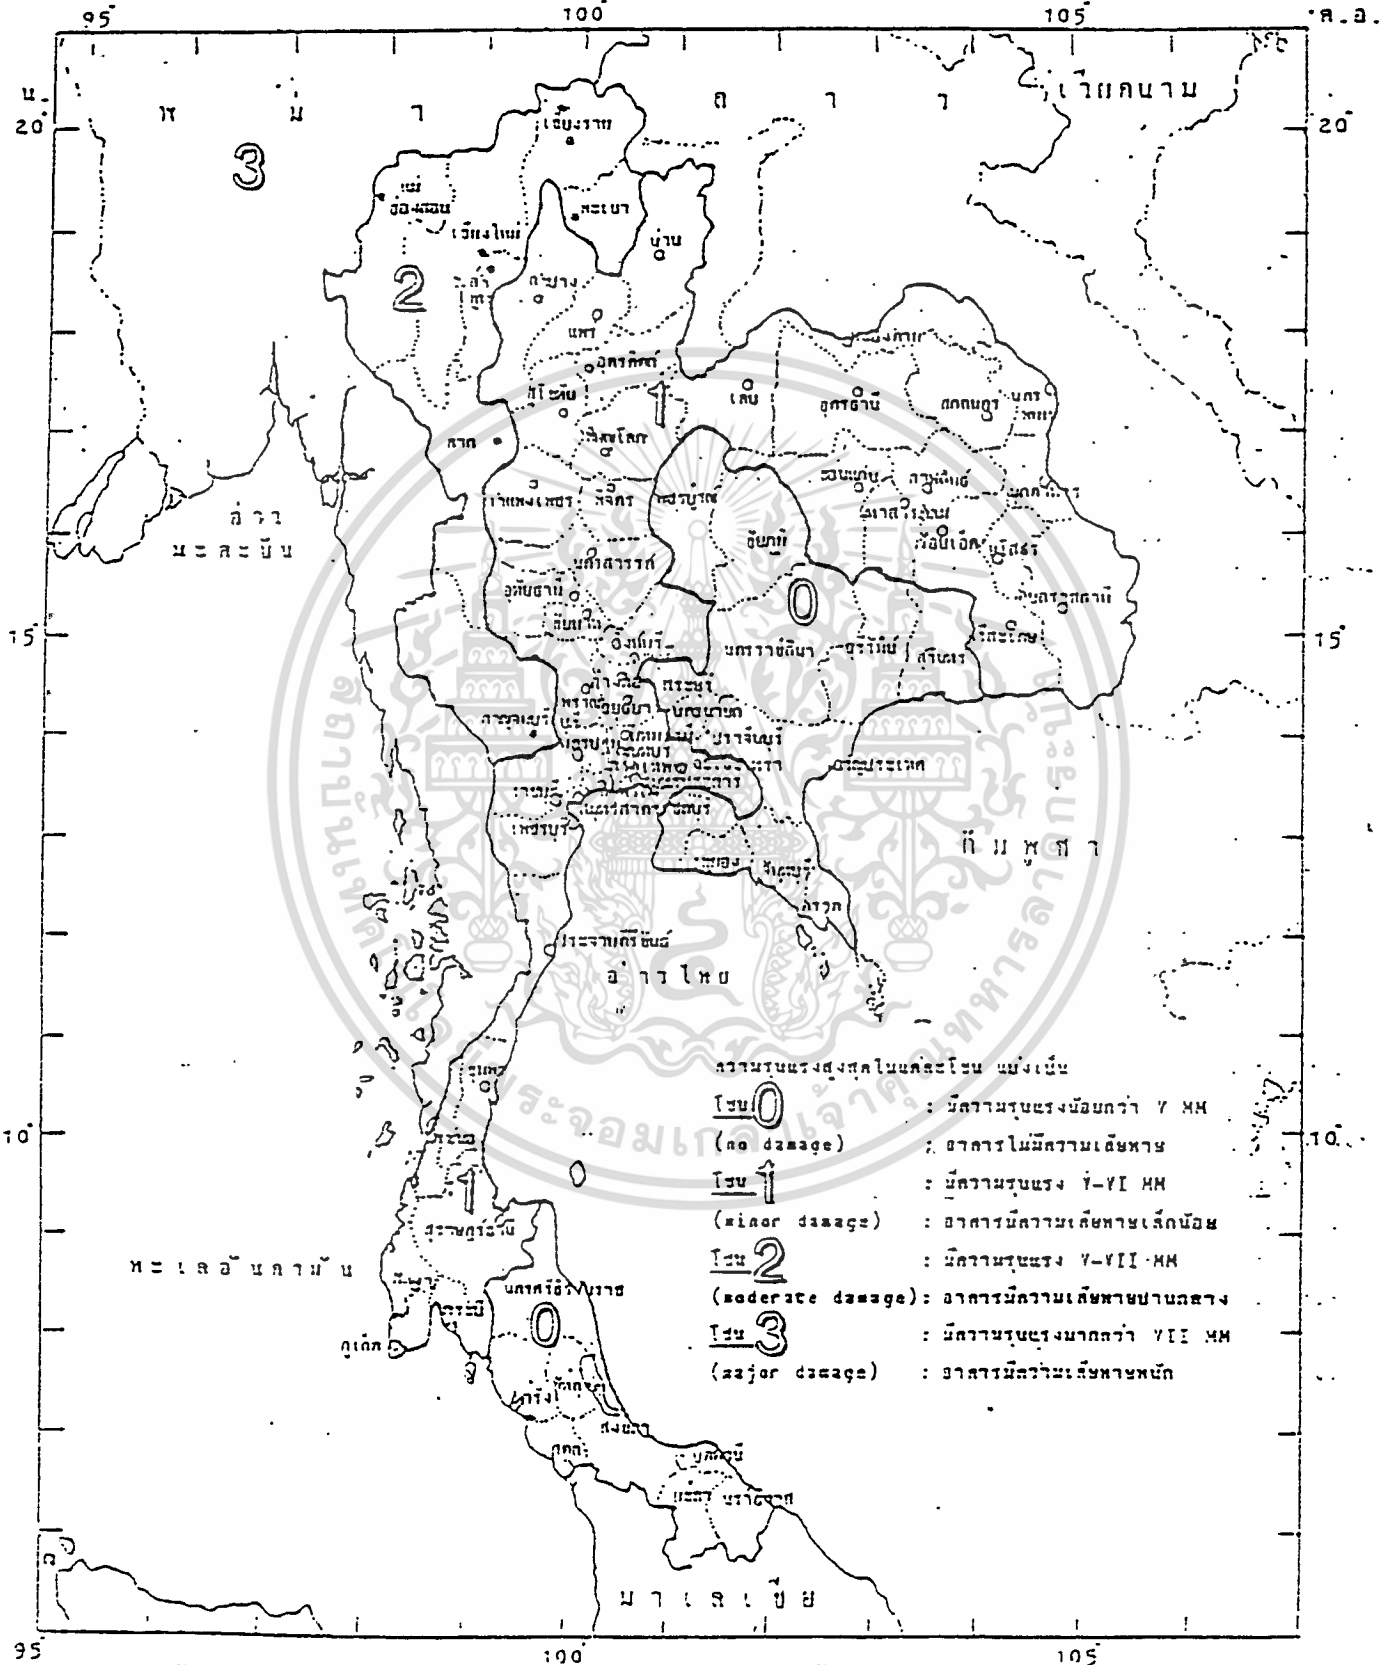 95° 100° 105° ต.อ.
น.
20° พ ม่ า ล า ว เวียดนาม 20°
3
เชียงราย
แม่
ฮ่องสอน
พะเยา
เชียงใหม่
น่าน
2
ลำปาง
แพร่
อุตรดิตถ์
1
สุโขทัย
เลย
อุดรธานี
สกลนคร
นคร
พนม
ตาก
พิษณุโลก
ขอนแก่น
กาฬสินธุ์
กำแพงเพชร
พิจิตร
เพชรบูรณ์
มุกดาหาร
มหาสารคาม
อ่าว
เมาะตะมะ
ชัยภูมิ
ร้อยเอ็ด
ยโสธร
นครสวรรค์
อุทัยธานี
0
อุบลราชธานี
ชัยนาท
15° 15°
ศรีสะเกษ
นครราชสีมา
บุรีรัมย์
สุรินทร์
สระบุรี
อยุธยา
นครนายก
กาญจนบุรี
ปราจีนบุรี
อรัญประเทศ
ราชบุรี
สมุทรสาคร
ชลบุรี
เพชรบุรี
กัมพูชา
ระยอง
จันทบุรี
ตราด
ประจวบคีรีขันธ์
อ่าวไทย
ชุมพร
ความรุนแรงสูงสุดในแต่ละโซน แบ่งเป็น
โซน 0 : มีความรุนแรงน้อยกว่า V MM
10° (no damage) : อาคารไม่มีความเสียหาย 10°
ระนอง
1
โซน 1 : มีความรุนแรง V-VI MM
(minor damage) : อาคารมีความเสียหายเล็กน้อย
สุราษฎร์ธานี
โซน 2 : มีความรุนแรง V-VII MM
ทะเลอันดามัน
(moderate damage) : อาคารมีความเสียหายปานกลาง
นครศรีธรรมราช
กระบี่
0
โซน 3 : มีความรุนแรงมากกว่า VII MM
ภูเก็ต
(major damage) : อาคารมีความเสียหายหนัก
ตรัง
สงขลา
สตูล
ยะลา
นราธิวาส
มาเลเซีย
95° 100° 105°